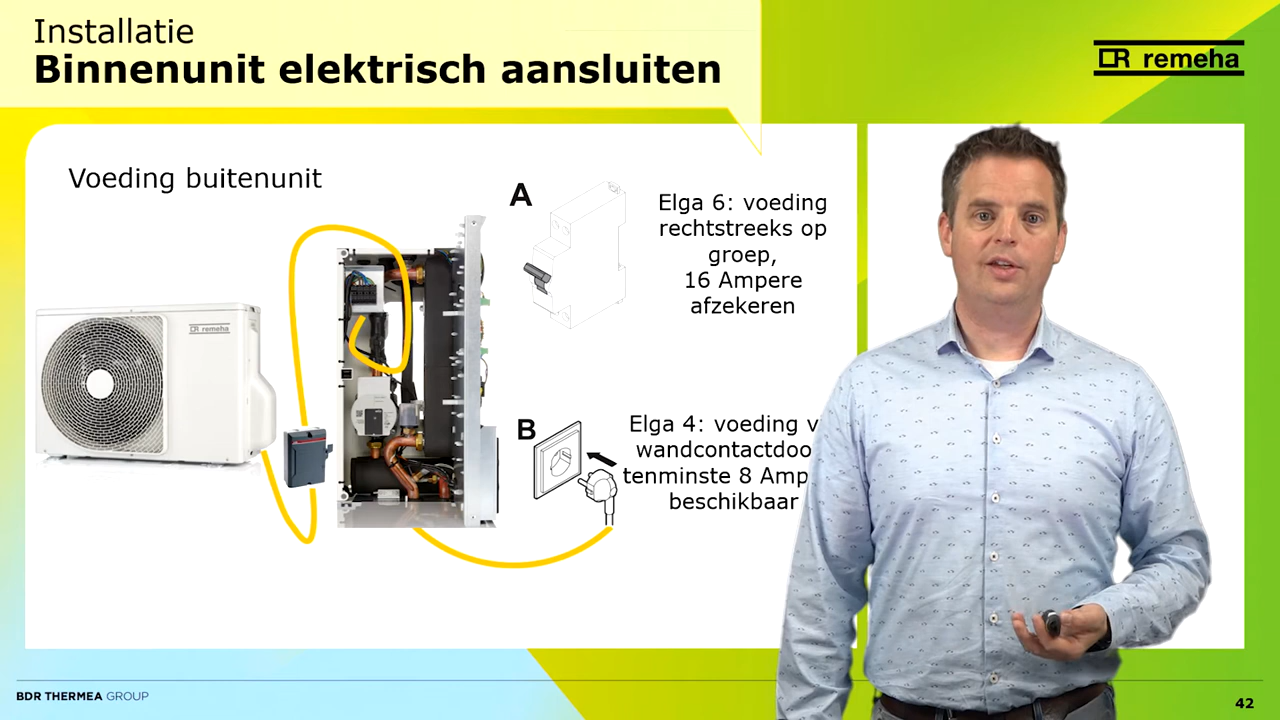 Installatie
Binnenunit elektrisch aansluiten
remeha
Voeding buitenunit
A
Elga 6: voeding
rechtstreeks op
groep,
16 Ampere
afzekeren
remeha
B
Elga 4: voeding
wandcontactdoo
tenminste 8 Amp
beschikbaar
BDR THERMEA GROUP
42